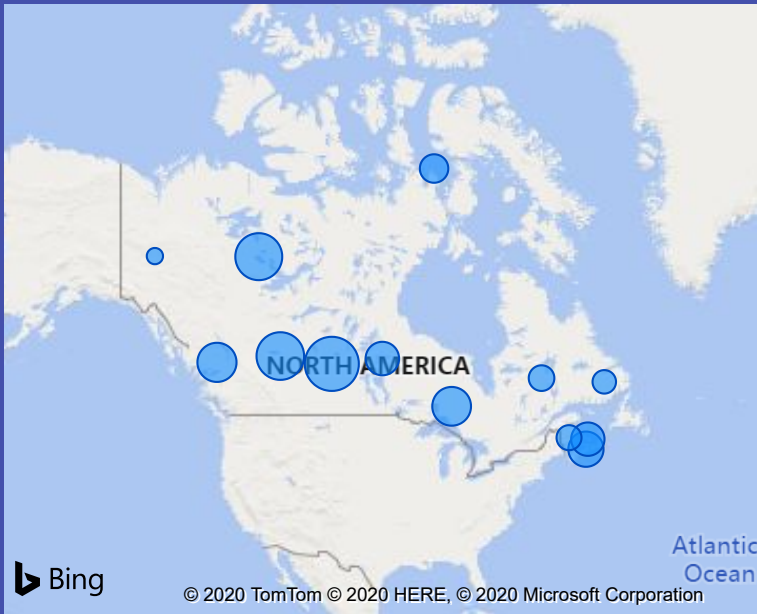 NORTH AMERICA
Atlantic
Ocean
Bing
© 2020 TomTom © 2020 HERE, © 2020 Microsoft Corporation